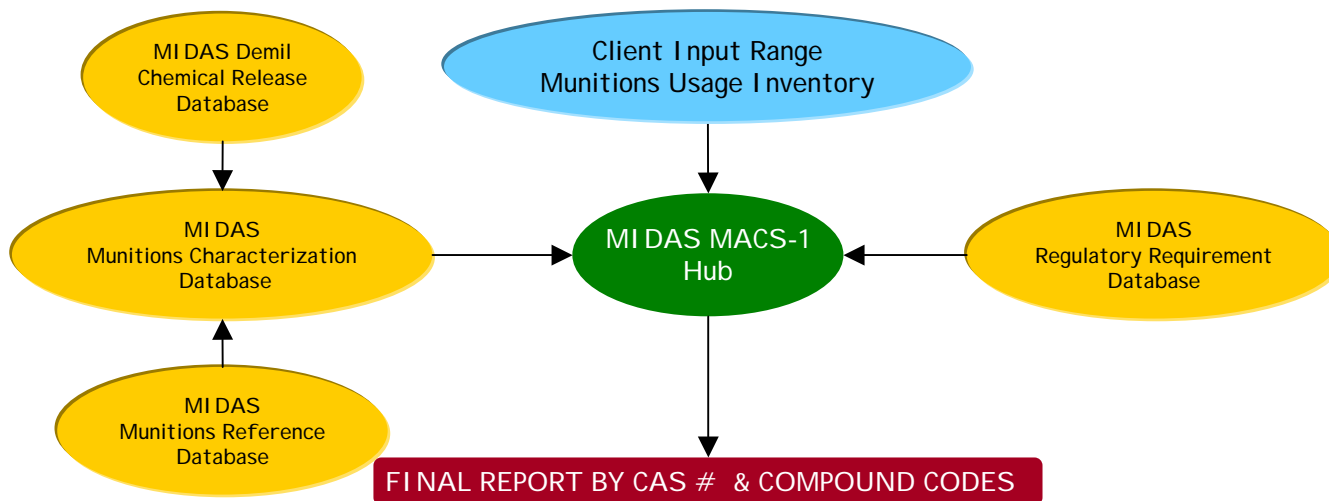 MIDAS Demil
Chemical Release
Database
Client Input Range
Munitions Usage Inventory
MIDAS
Munitions Characterization
Database
MIDAS MACS-1
Hub
MIDAS
Regulatory Requirement
Database
MIDAS
Munitions Reference
Database
FINAL REPORT BY CAS # & COMPOUND CODES